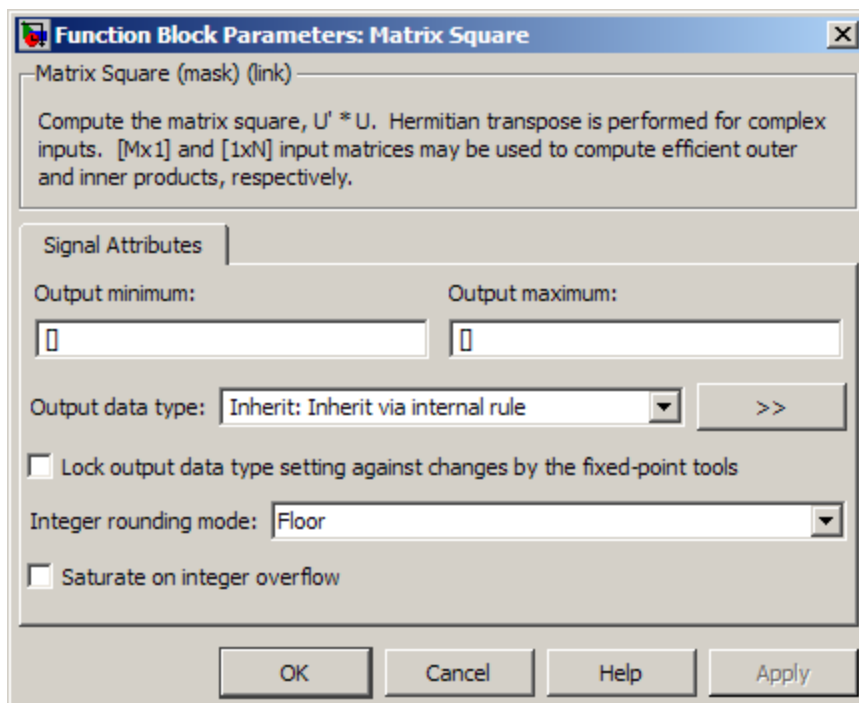 Function Block Parameters: Matrix Square
Matrix Square (mask) (link)
Compute the matrix square, U' * U.  Hermitian transpose is performed for complex
inputs.  [Mx1] and [1xN] input matrices may be used to compute efficient outer
and inner products, respectively.
Signal Attributes
Output minimum: Output maximum:
[] []
Output data type: Inherit: Inherit via internal rule >>
Lock output data type setting against changes by the fixed-point tools
Integer rounding mode: Floor
Saturate on integer overflow
OK Cancel Help Apply